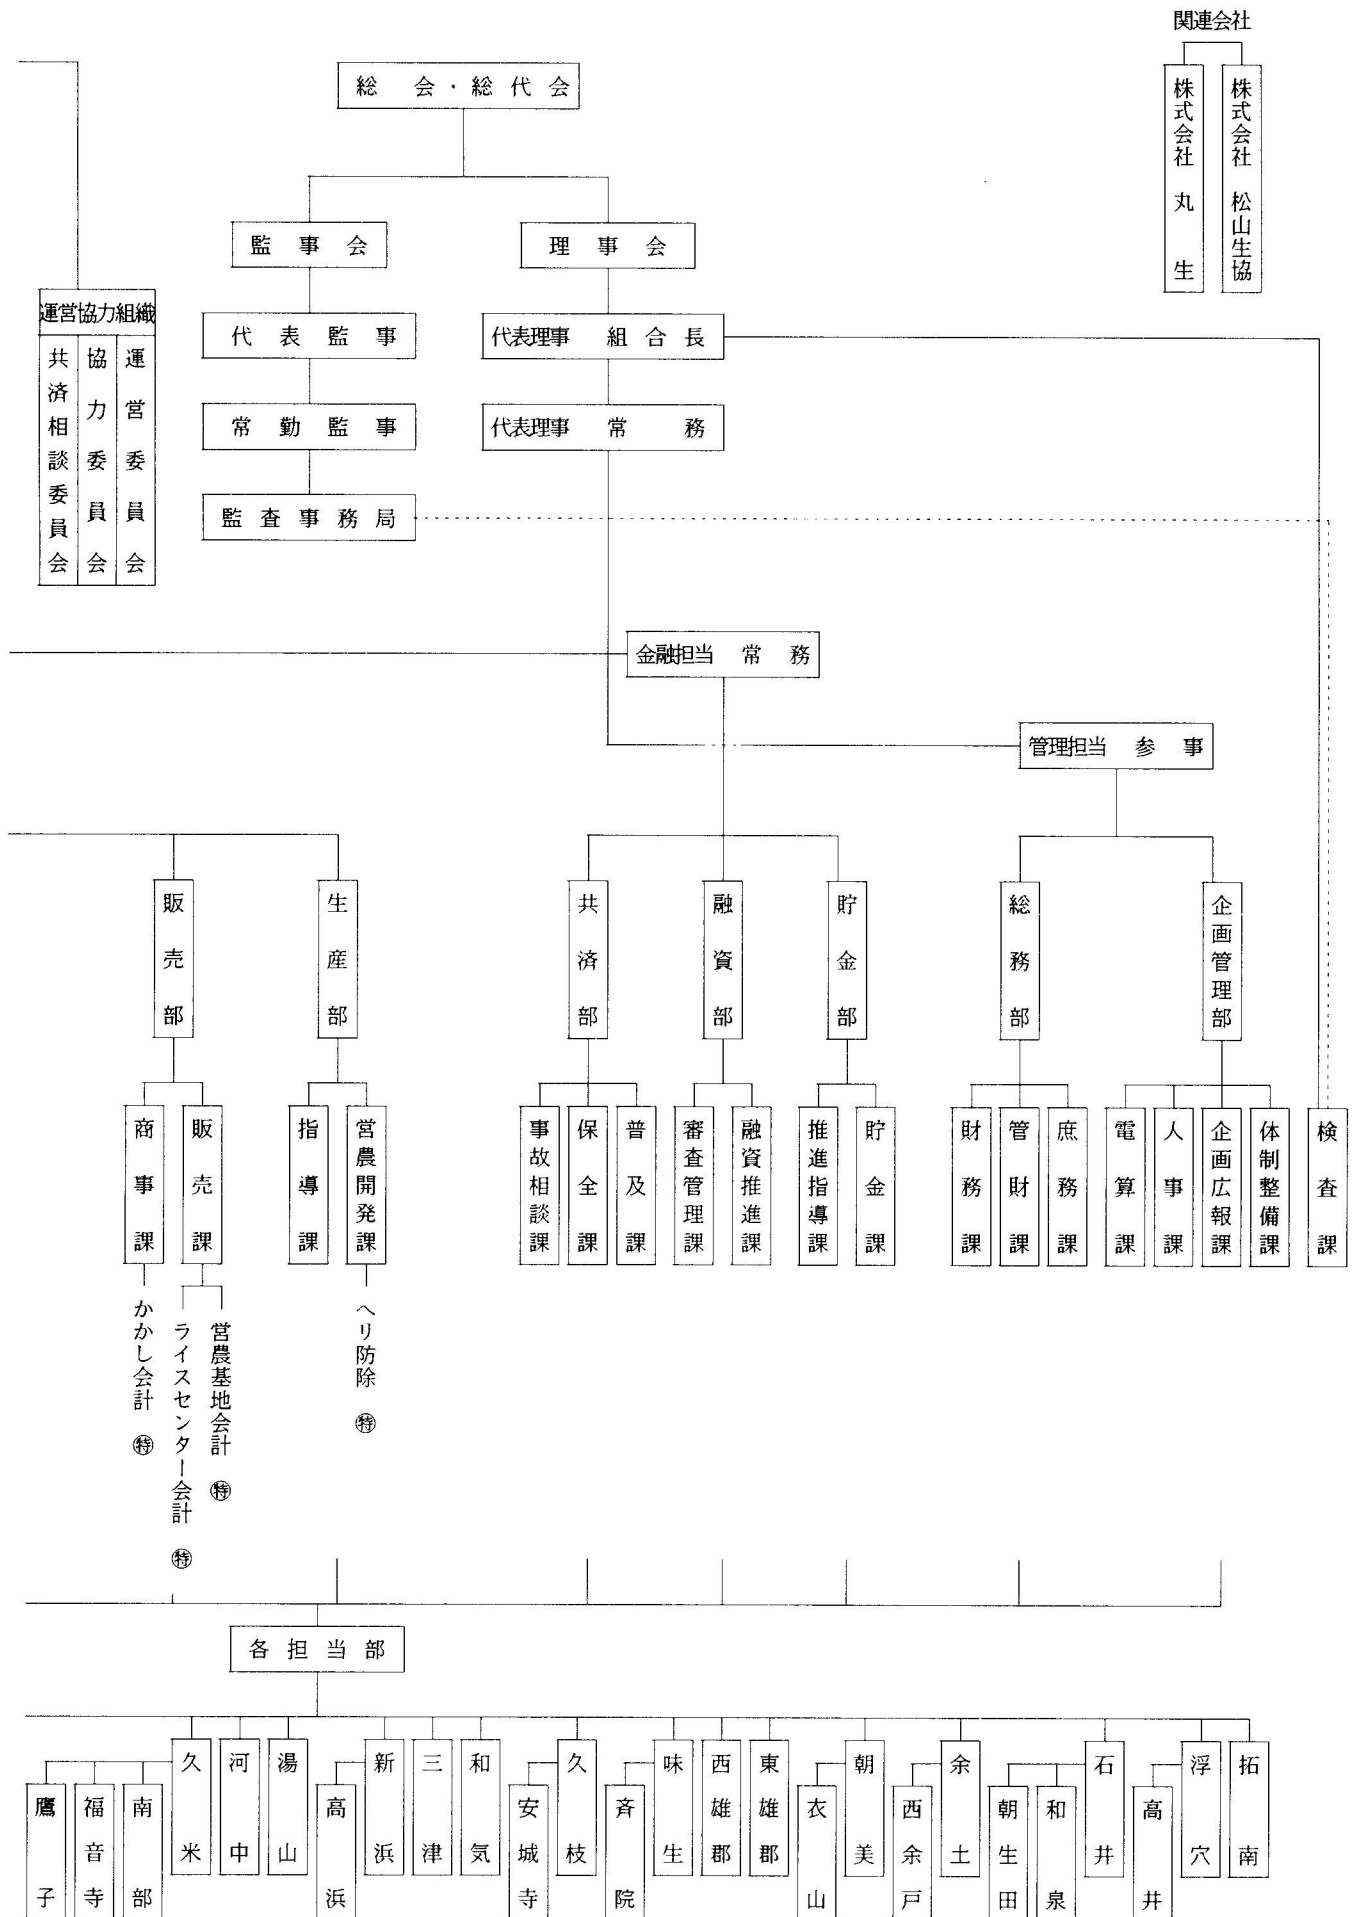 関連会社
株式会社 松山生協
株式会社 丸生
総会・総代会
監事会
理事会
運営協力組織
運営委員会
協力委員会
共済相談委員会
代表監事
代表理事 組合長
常勤監事
代表理事 常務
監査事務局
金融担当 常務
管理担当 参事
企画管理部
総務部
貯金部
融資部
共済部
生産部
販売部
検査課
体制整備課
企画広報課
人事課
電算課
庶務課
管財課
財務課
貯金課
推進指導課
融資推進課
審査管理課
普及課
保全課
事故相談課
営農開発課
指導課
販売課
商事課
ヘリ防除 ㊕
営農基地会計 ㊕
ライスセンター会計 ㊕
かかし会計 ㊕
各担当部
拓南
浮穴
高井
石井
和泉
朝生田
余土
西余戸
朝美
衣山
東雄郡
西雄郡
味生
斉院
久枝
安城寺
和気
三津
新浜
高浜
湯山
河中
久米
南部
福音寺
鷹子